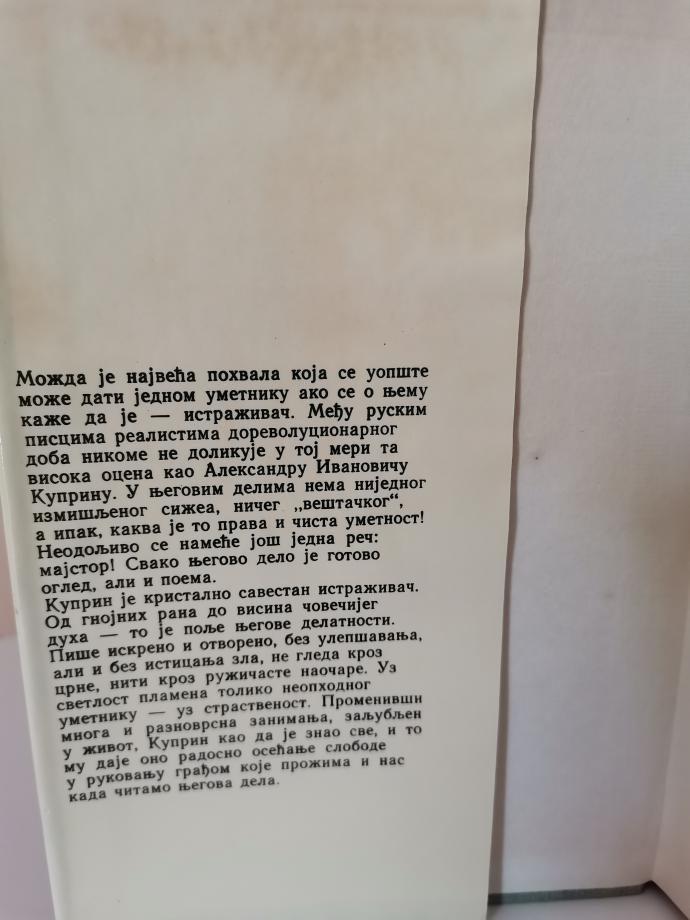 Можда је највећа похвала која се уопште
може дати једном уметнику ако се о њему
каже да је — истраживач. Међу руским
писцима реалистима дореволуционарног
доба никоме не доликује у тој мери та
висока оцена као Александру Ивановичу
Куприну. У његовим делима нема ниједног
измишљеног сижеа, ничег „вештачког“,
а ипак, каква је то права и чиста уметност!
Неодољиво се намеће још једна реч:
мајстор! Свако његово дело је готово
оглед, али и поема.
Куприн је кристално савестан истраживач.
Од гнојних рана до висина човечијег
духа — то је поље његове делатности.
Пише искрено и отворено, без улепшавања,
али и без истицања зла, не гледа кроз
црне, нити кроз ружичасте наочаре. Уз
светлост пламена толико неопходног
уметнику — уз страственост. Променивши
многа и разноврсна занимања, заљубљен
у живот, Куприн као да је знао све, и то
му даје оно радосно осећање слободе
у руковању грађом које прожима и нас
када читамо његова дела.